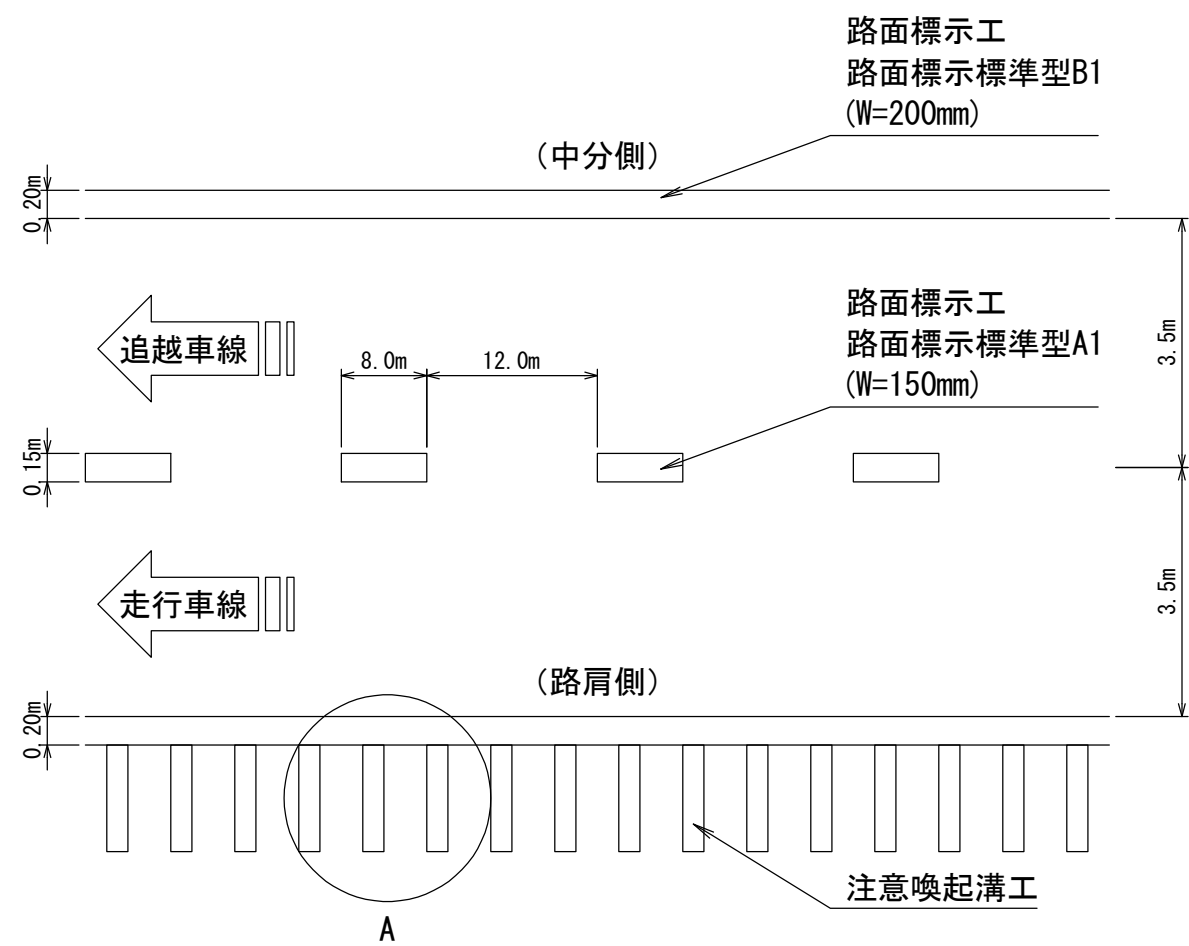 路面標示工
路面標示標準型B1
(W=200mm)
(中分側)
0.20m
追越車線
8.0m
12.0m
路面標示工
路面標示標準型A1
(W=150mm)
3.5m
0.15m
走行車線
3.5m
(路肩側)
0.20m
注意喚起溝工
A